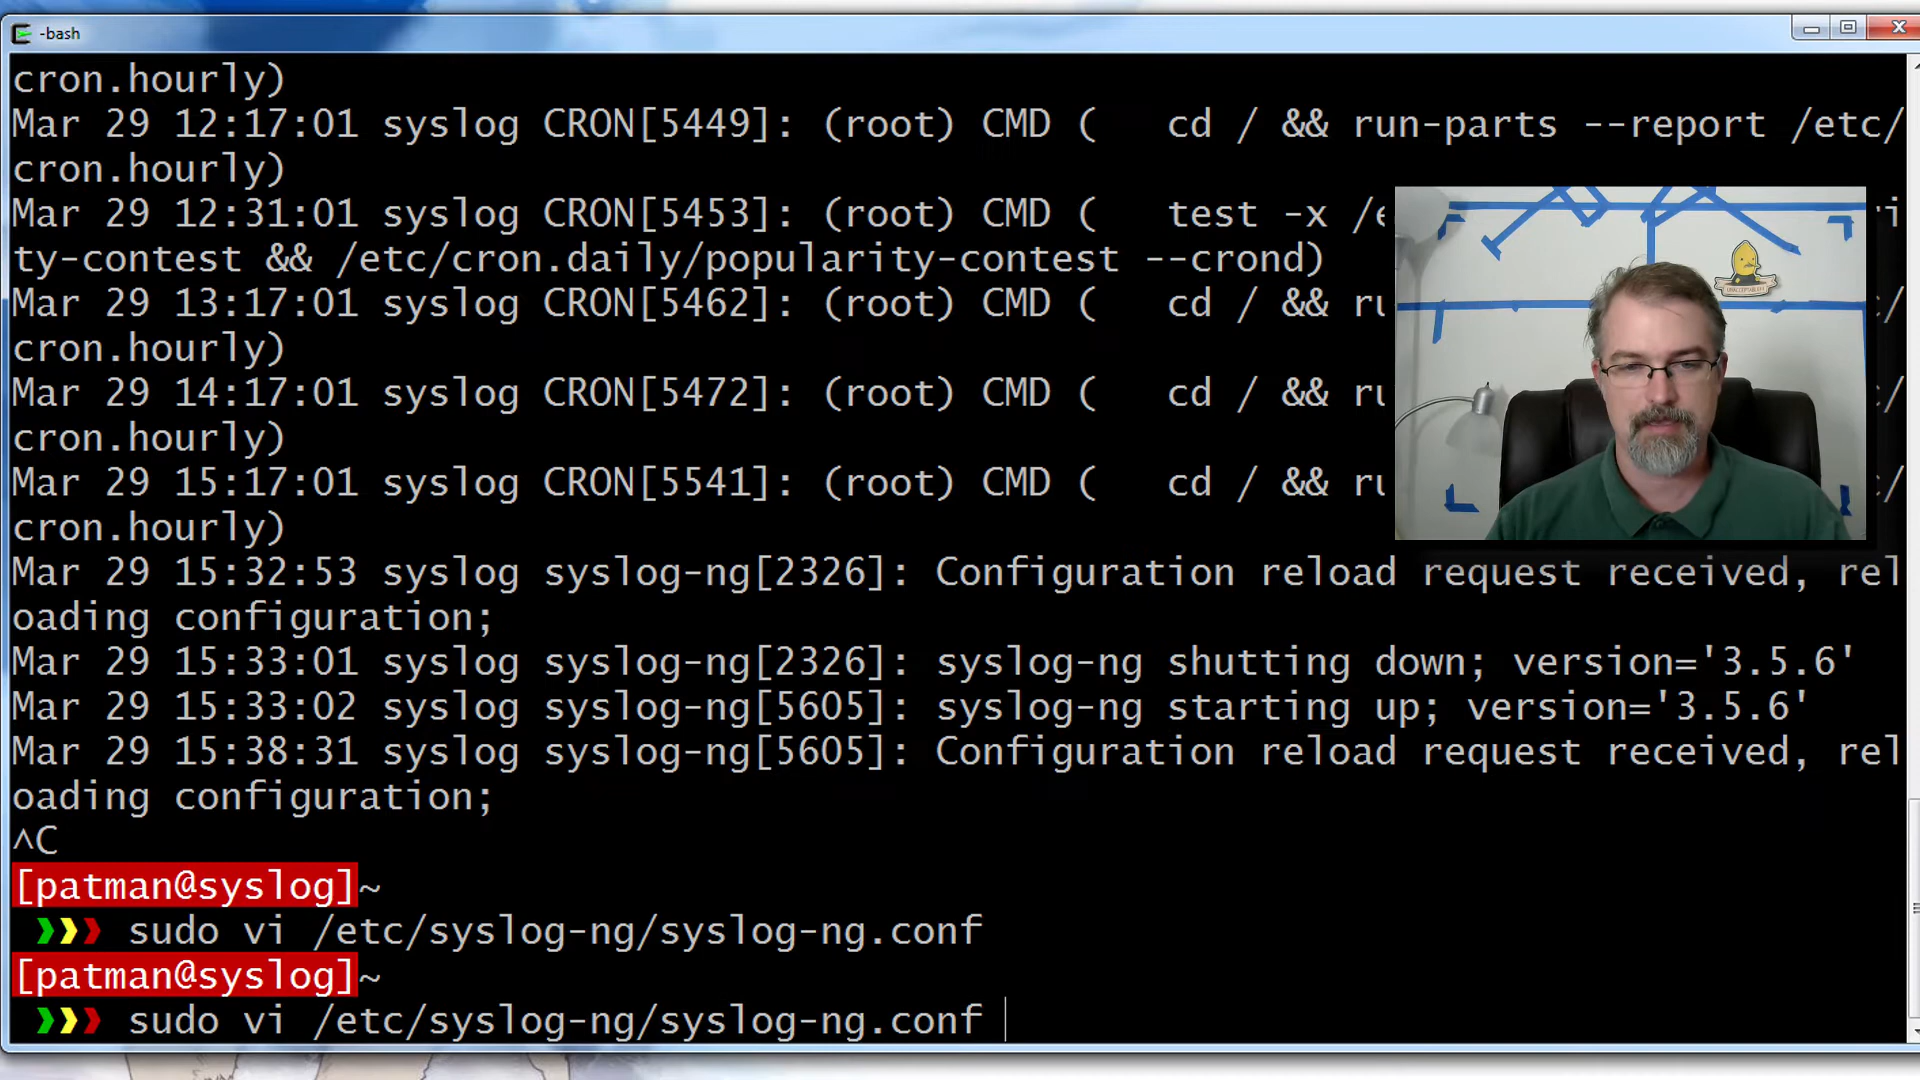 -bash
cron.hourly)
Mar 29 12:17:01 syslog CRON[5449]: (root) CMD (   cd / && run-parts --report /etc/
cron.hourly)
Mar 29 12:31:01 syslog CRON[5453]: (root) CMD (   test -x /e
ty-contest && /etc/cron.daily/popularity-contest --crond)
Mar 29 13:17:01 syslog CRON[5462]: (root) CMD (   cd / && ru
cron.hourly)
Mar 29 14:17:01 syslog CRON[5472]: (root) CMD (   cd / && ru
cron.hourly)
Mar 29 15:17:01 syslog CRON[5541]: (root) CMD (   cd / && ru
cron.hourly)
Mar 29 15:32:53 syslog syslog-ng[2326]: Configuration reload request received, rel
oading configuration;
Mar 29 15:33:01 syslog syslog-ng[2326]: syslog-ng shutting down; version='3.5.6'
Mar 29 15:33:02 syslog syslog-ng[5605]: syslog-ng starting up; version='3.5.6'
Mar 29 15:38:31 syslog syslog-ng[5605]: Configuration reload request received, rel
oading configuration;
^C
[patman@syslog]~
❯❯❯ sudo vi /etc/syslog-ng/syslog-ng.conf
[patman@syslog]~
❯❯❯ sudo vi /etc/syslog-ng/syslog-ng.conf